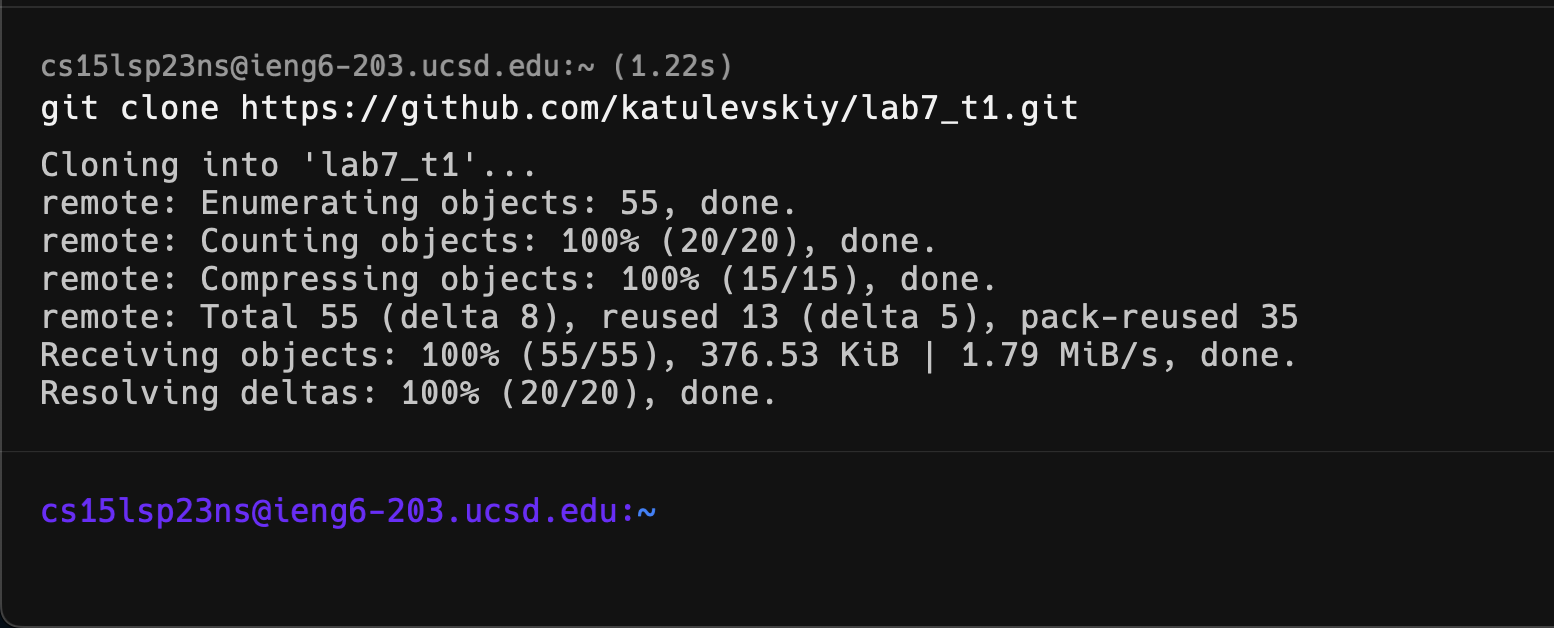 cs15lsp23ns@ieng6-203.ucsd.edu:~ (1.22s)
git clone https://github.com/katulevskiy/lab7_t1.git
Cloning into 'lab7_t1'...
remote: Enumerating objects: 55, done.
remote: Counting objects: 100% (20/20), done.
remote: Compressing objects: 100% (15/15), done.
remote: Total 55 (delta 8), reused 13 (delta 5), pack-reused 35
Receiving objects: 100% (55/55), 376.53 KiB | 1.79 MiB/s, done.
Resolving deltas: 100% (20/20), done.
cs15lsp23ns@ieng6-203.ucsd.edu:~